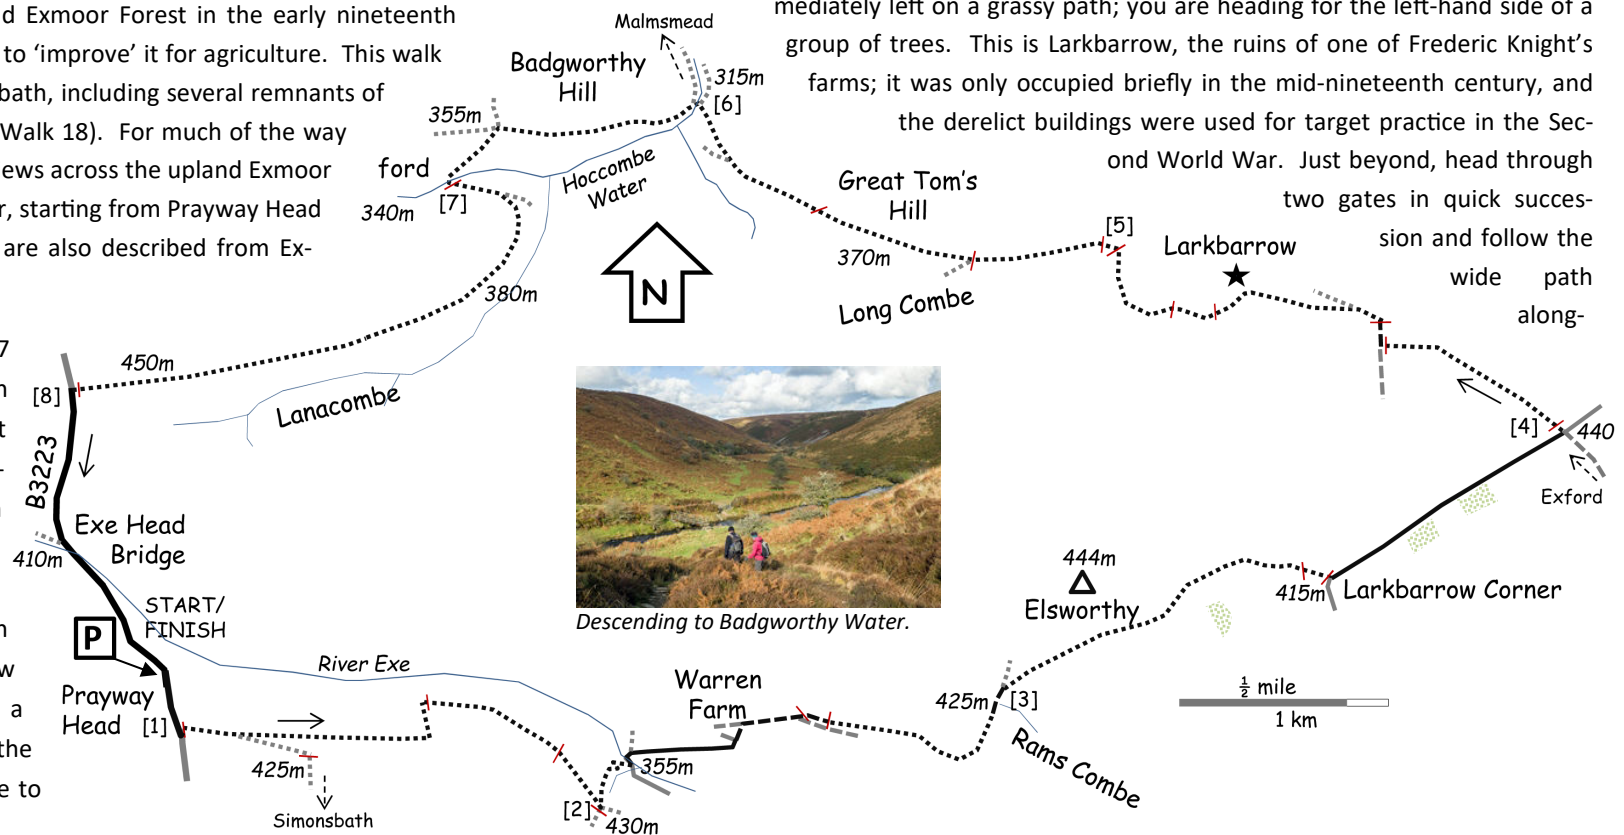 d Exmoor Forest in the early nineteenth
to ‘improve’ it for agriculture. This walk
bath, including several remnants of
Walk 18). For much of the way
ews across the upland Exmoor
r, starting from Prayway Head
are also described from Ex-
7
n
t
-
n
w
a
the
e to
mediately left on a grassy path; you are heading for the left-hand side of a
group of trees. This is Larkbarrow, the ruins of one of Frederic Knight’s
farms; it was only occupied briefly in the mid-nineteenth century, and
the derelict buildings were used for target practice in the Sec-
ond World War. Just beyond, head through
two gates in quick succes-
sion and follow the
wide path
along-
Malmsmead
Badgworthy
Hill
315m
[6]
355m
ford
340m
[7]
Hoccombe
Water
Great Tom’s
Hill
370m
Long Combe
[5]
Larkbarrow
N
380m
450m
[8]
Lanacombe
B3223
[4]
440
Exford
Exe Head
Bridge
410m
START/
FINISH
P
Prayway
Head
[1]
425m
Simonsbath
River Exe
Descending to Badgworthy Water.
[2]
430m
355m
Warren
Farm
425m
[3]
Rams Combe
444m
Elsworthy
415m
Larkbarrow Corner
½ mile
1 km